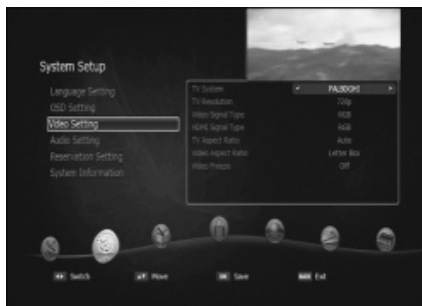 System Setup
Language Setting
OSD Setting
Video Setting
Audio Setting
Reservation Setting
System Information
TV System PAL(50GHI)
TV Resolution 720p
Video Signal Type RGB
HDMI Signal Type RGB
TV Aspect Ratio Auto
Video Aspect Ratio Letter Box
Video Freeze Off
Switch
Move
OK Save
Exit